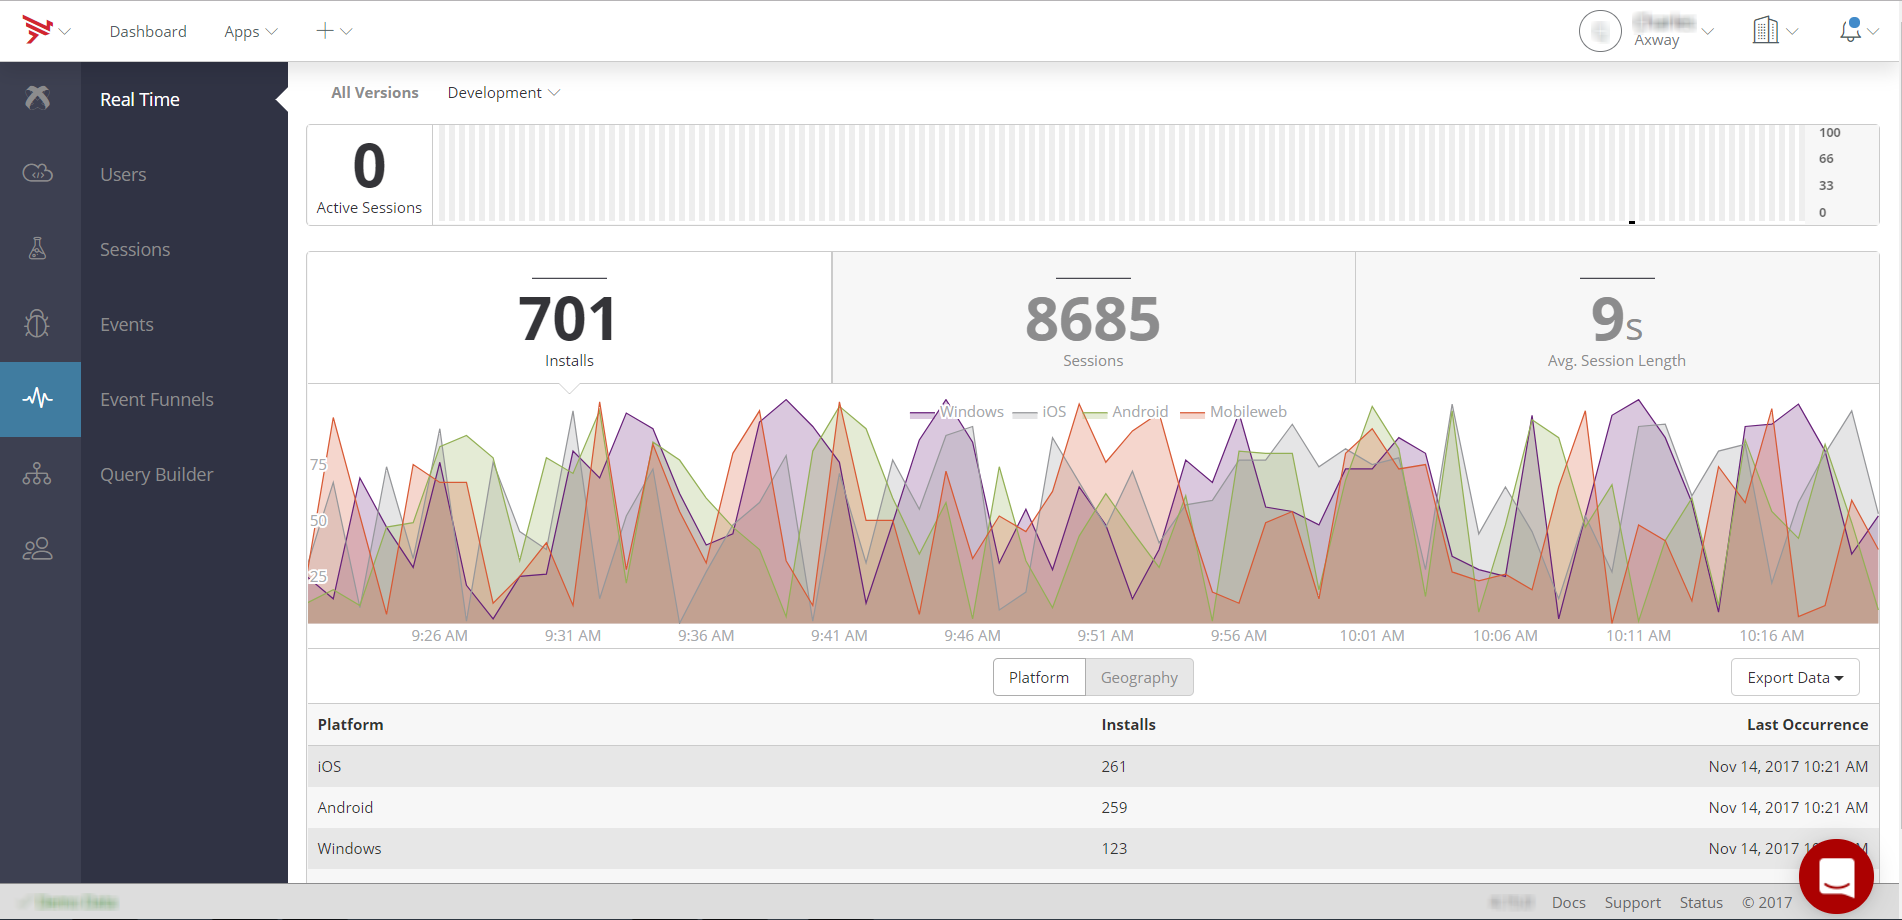 Dashboard Apps
Axway
Real Time
Users
Sessions
Events
Event Funnels
Query Builder
All Versions Development
0
Active Sessions
100
66
33
0
701
Installs
8685
Sessions
9s
Avg. Session Length
Windows iOS Android Mobileweb
75
50
25
9:26 AM 9:31 AM 9:36 AM 9:41 AM 9:46 AM 9:51 AM 9:56 AM 10:01 AM 10:06 AM 10:11 AM 10:16 AM
Platform Geography Export Data
Platform Installs Last Occurrence
iOS 261 Nov 14, 2017 10:21 AM
Android 259 Nov 14, 2017 10:21 AM
Windows 123 Nov 14, 2017
Docs Support Status © 2017